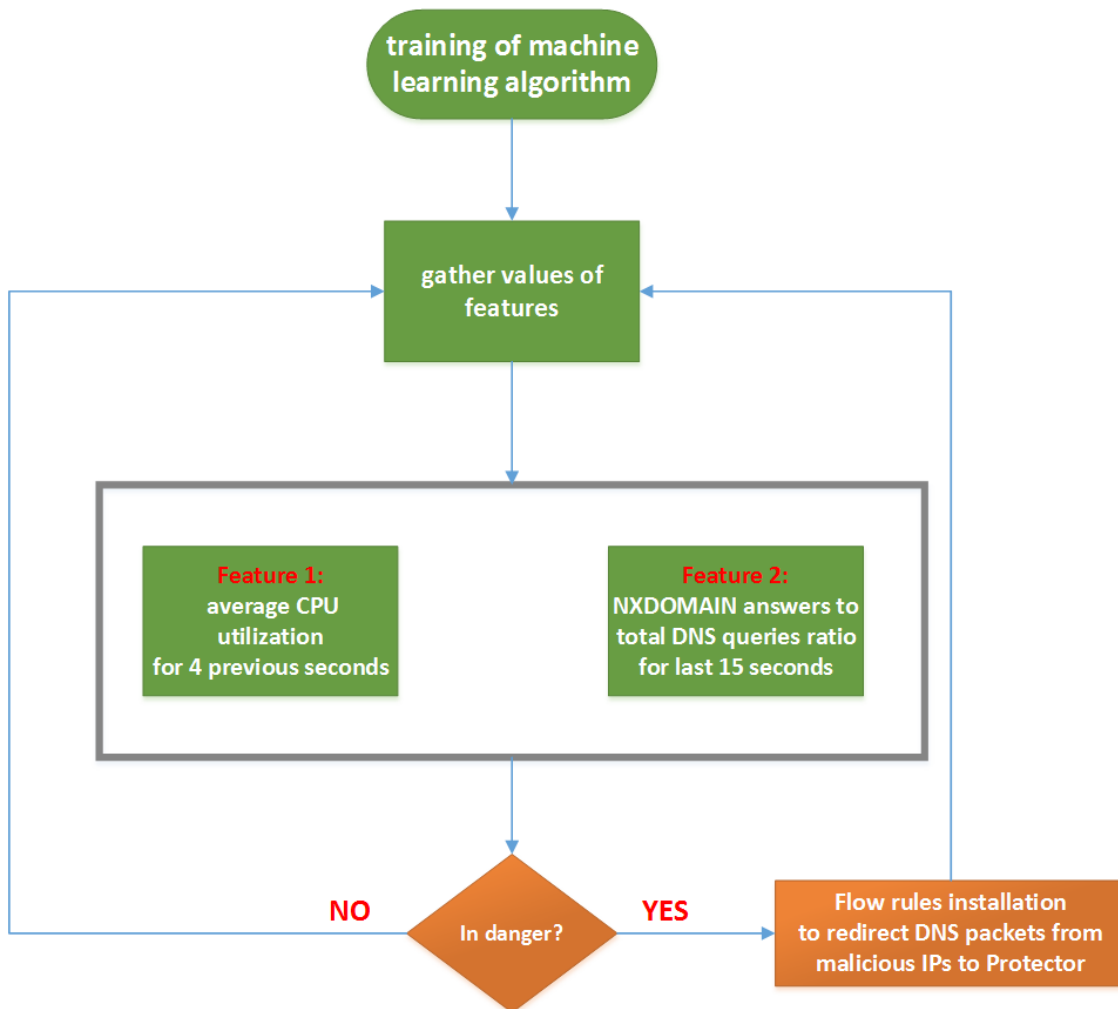 training of machine
learning algorithm
gather values of
features
Feature 1:
average CPU
utilization
for 4 previous seconds
Feature 2:
NXDOMAIN answers to
total DNS queries ratio
for last 15 seconds
NO
In danger?
YES
Flow rules installation
to redirect DNS packets from
malicious IPs to Protector